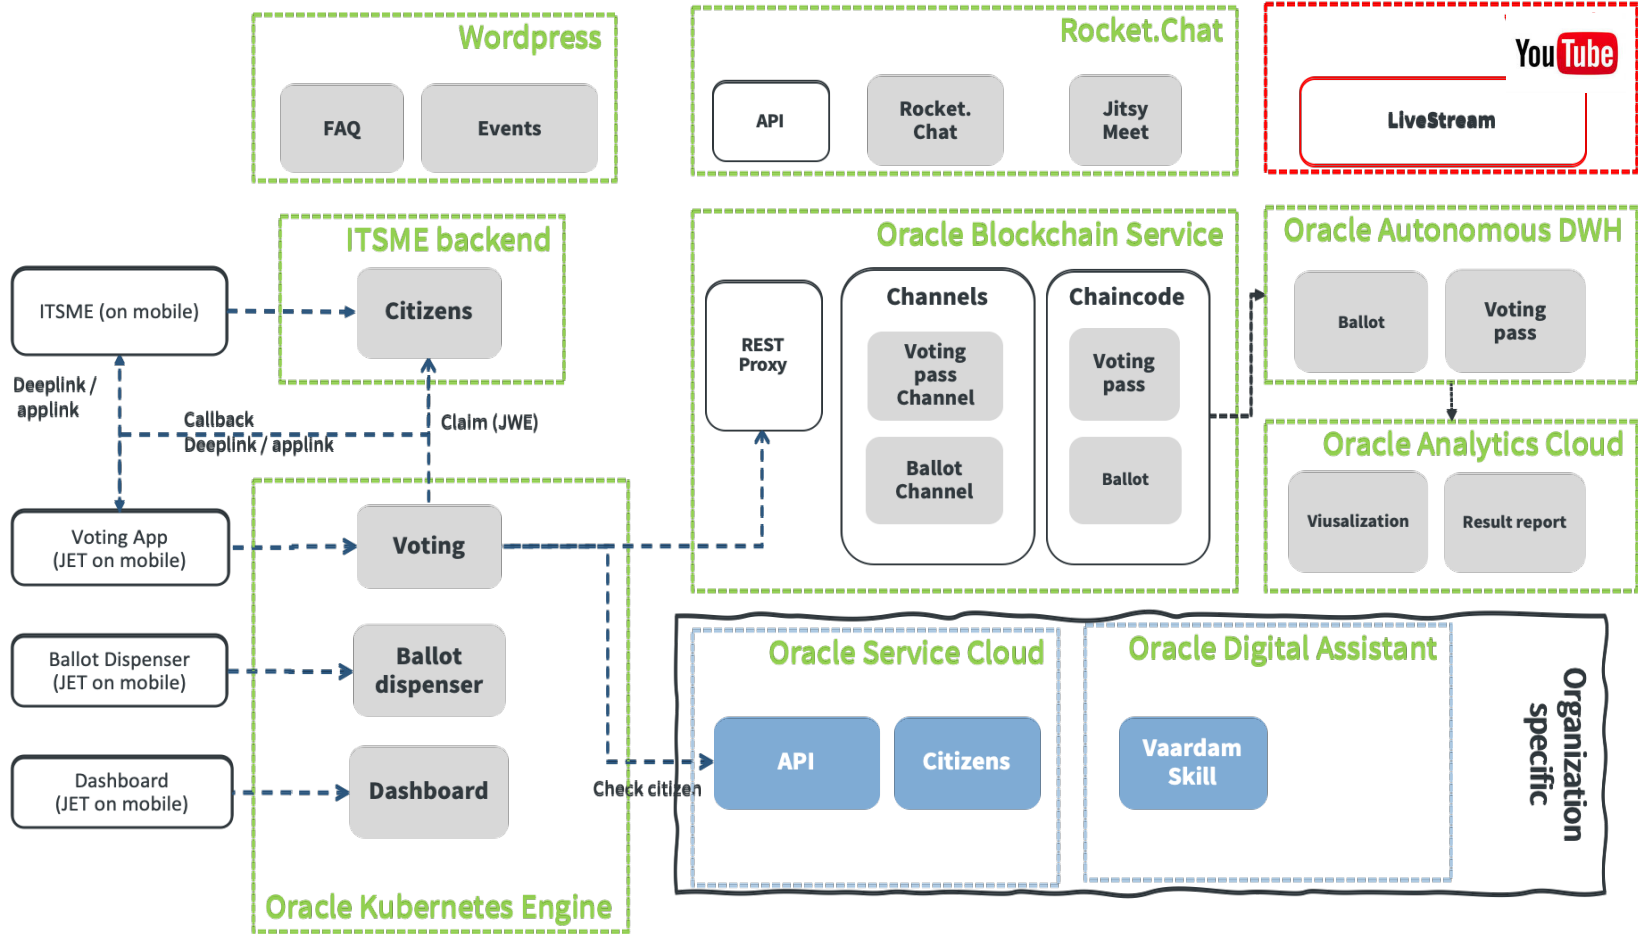 Wordpress
FAQ
Events
Rocket.Chat
API
Rocket.
Chat
Jitsy
Meet
YouTube
LiveStream
ITSME backend
Citizens
ITSME (on mobile)
Deeplink /
applink
Callback
Deeplink / applink
Claim (JWE)
Oracle Blockchain Service
REST
Proxy
Channels
Voting
pass
Channel
Ballot
Channel
Chaincode
Voting
pass
Ballot
Oracle Autonomous DWH
Ballot
Voting
pass
Oracle Analytics Cloud
Viusalization
Result report
Voting App
(JET on mobile)
Voting
Ballot Dispenser
(JET on mobile)
Ballot
dispenser
Dashboard
(JET on mobile)
Dashboard
Oracle Kubernetes Engine
Check citizen
Oracle Service Cloud
API
Citizens
Oracle Digital Assistant
Vaardam
Skill
Organization
specific